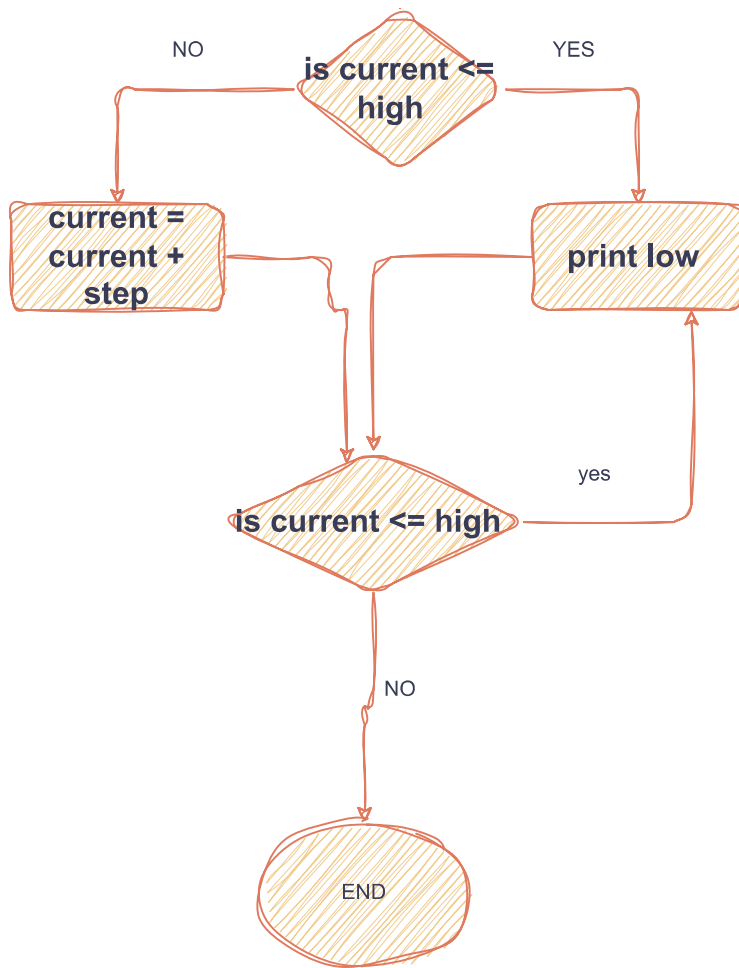 NO
YES
is current <=
high
current =
current +
step
print low
yes
is current <= high
NO
END